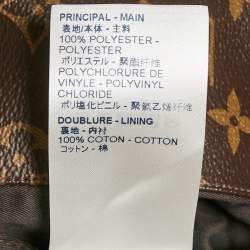 PRINCIPAL - MAIN
表地/本体 - 主料
100% POLYESTER -
POLYESTER
ポリエステル - 聚酯纤维
POLYCHLORURE DE
VINYLE - POLYVINYL
CHLORIDE
ポリ塩化ビニル - 聚氯乙烯纤维
DOUBLURE - LINING
裏地 - 内衬
100% COTON - COTTON
コットン - 棉